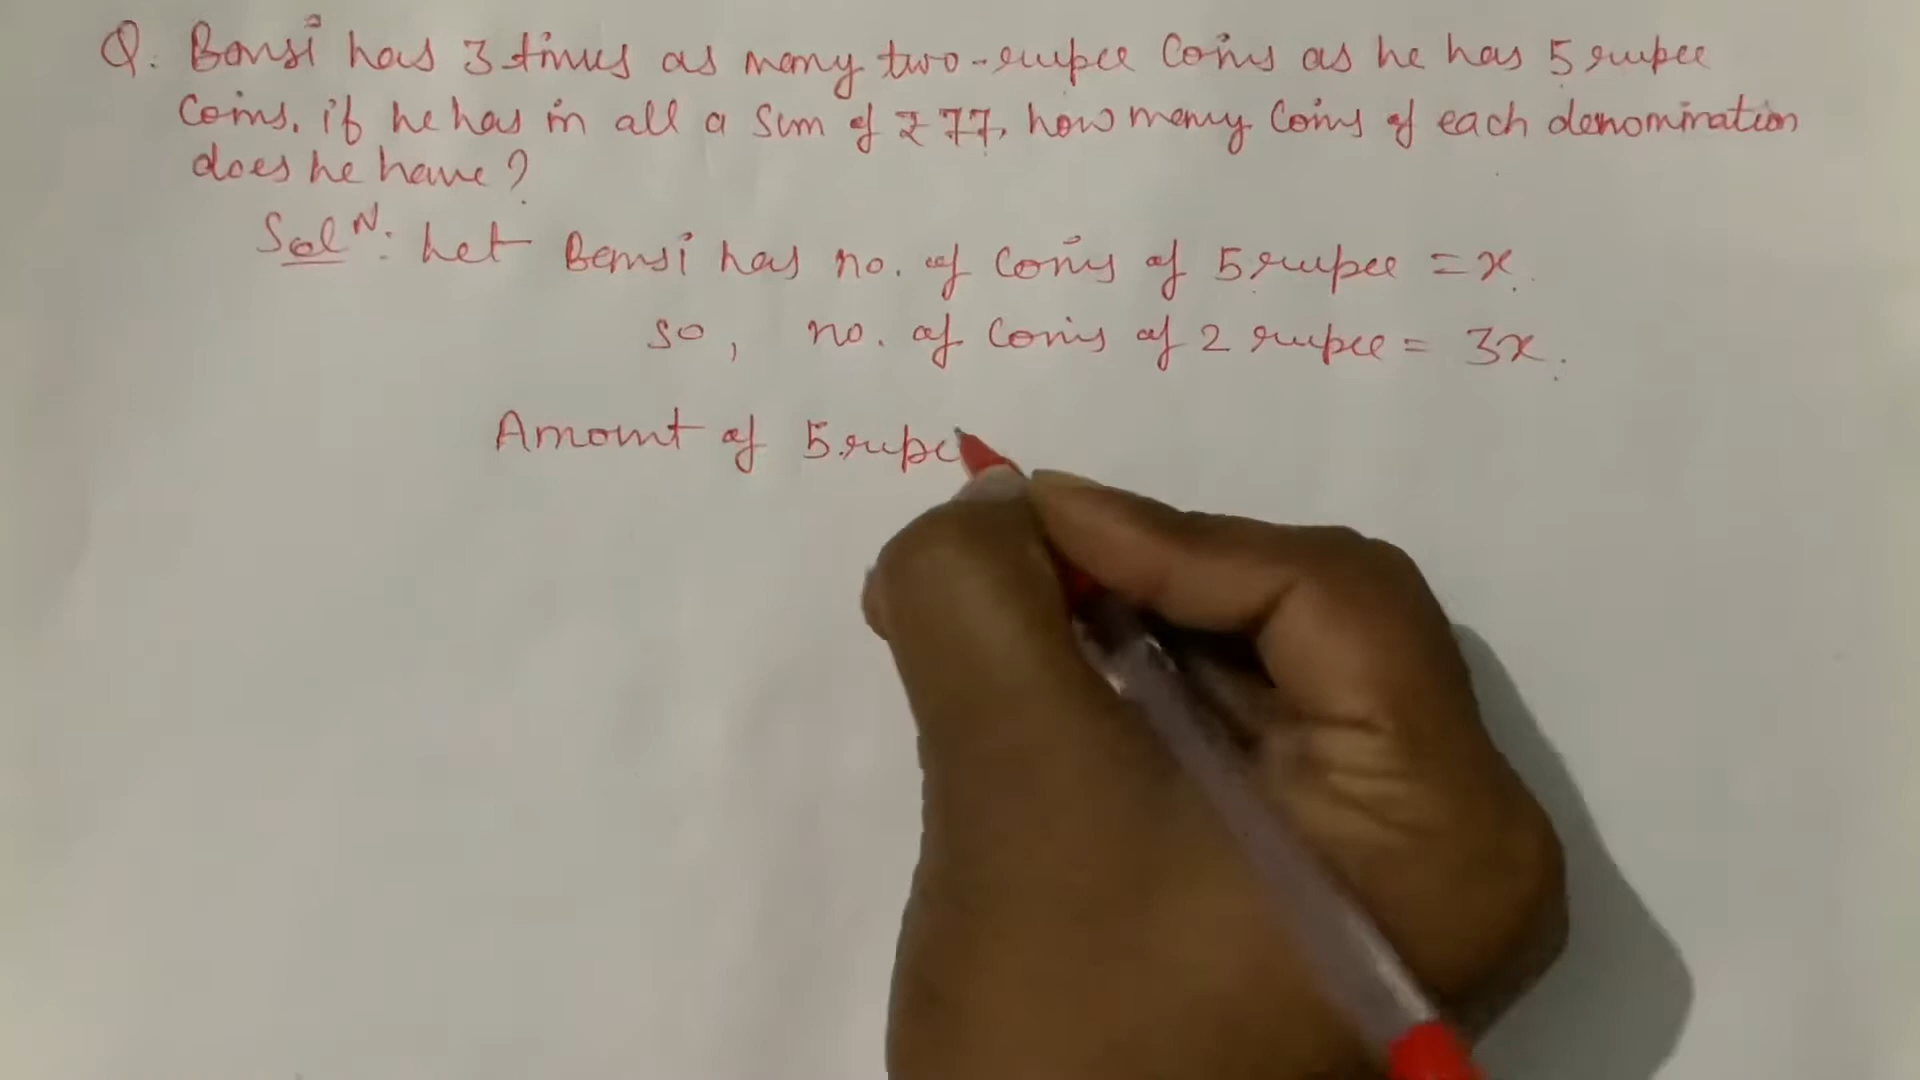 Q. Bansi has 3 times as many two-rupee coins as he has 5 rupee
coins. if he has in all a sum of ₹ 77, how many coins of each denomination
does he have?
SolN: Let Bansi has no. of coins of 5 rupee = x.
so, no. of coins of 2 rupee = 3x.
Amount of 5 rupe